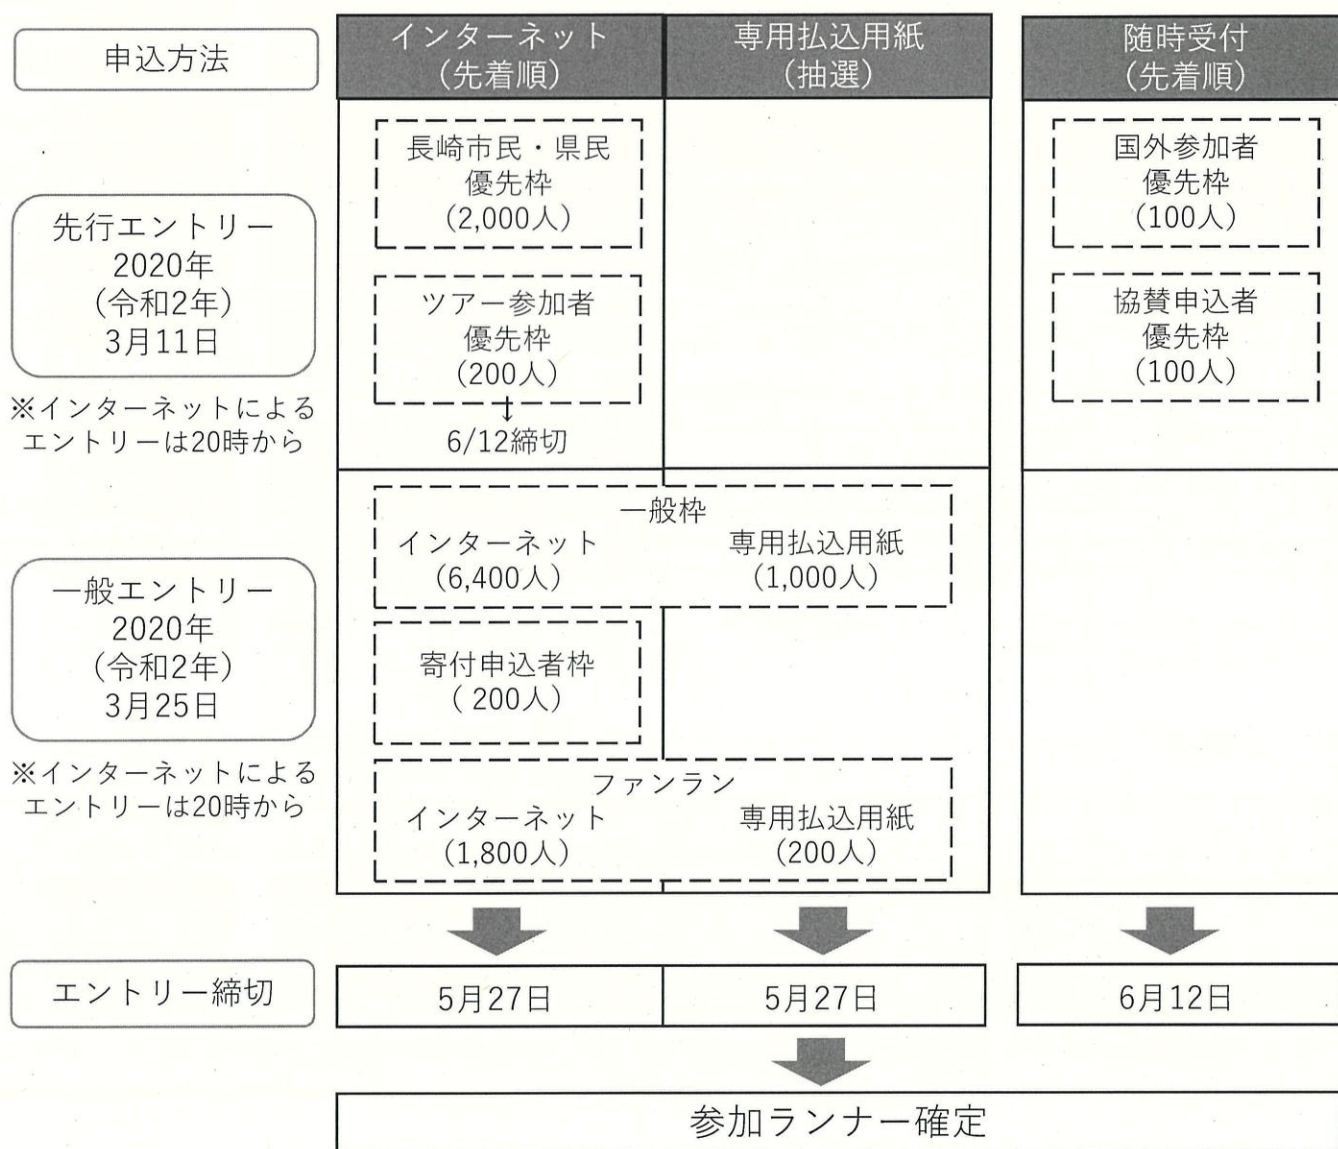 申込方法
インターネット
(先着順)
専用払込用紙
(抽選)
随時受付
(先着順)
先行エントリー
2020年
(令和2年)
3月11日
※インターネットによる
エントリーは20時から
長崎市民・県民
優先枠
(2,000人)
ツアー参加者
優先枠
(200人)
↓
6/12締切
国外参加者
優先枠
(100人)
協賛申込者
優先枠
(100人)
一般エントリー
2020年
(令和2年)
3月25日
※インターネットによる
エントリーは20時から
一般枠
インターネット
(6,400人)
専用払込用紙
(1,000人)
寄付申込者枠
( 200人)
ファンラン
インターネット
(1,800人)
専用払込用紙
(200人)
エントリー締切
5月27日
5月27日
6月12日
参加ランナー確定